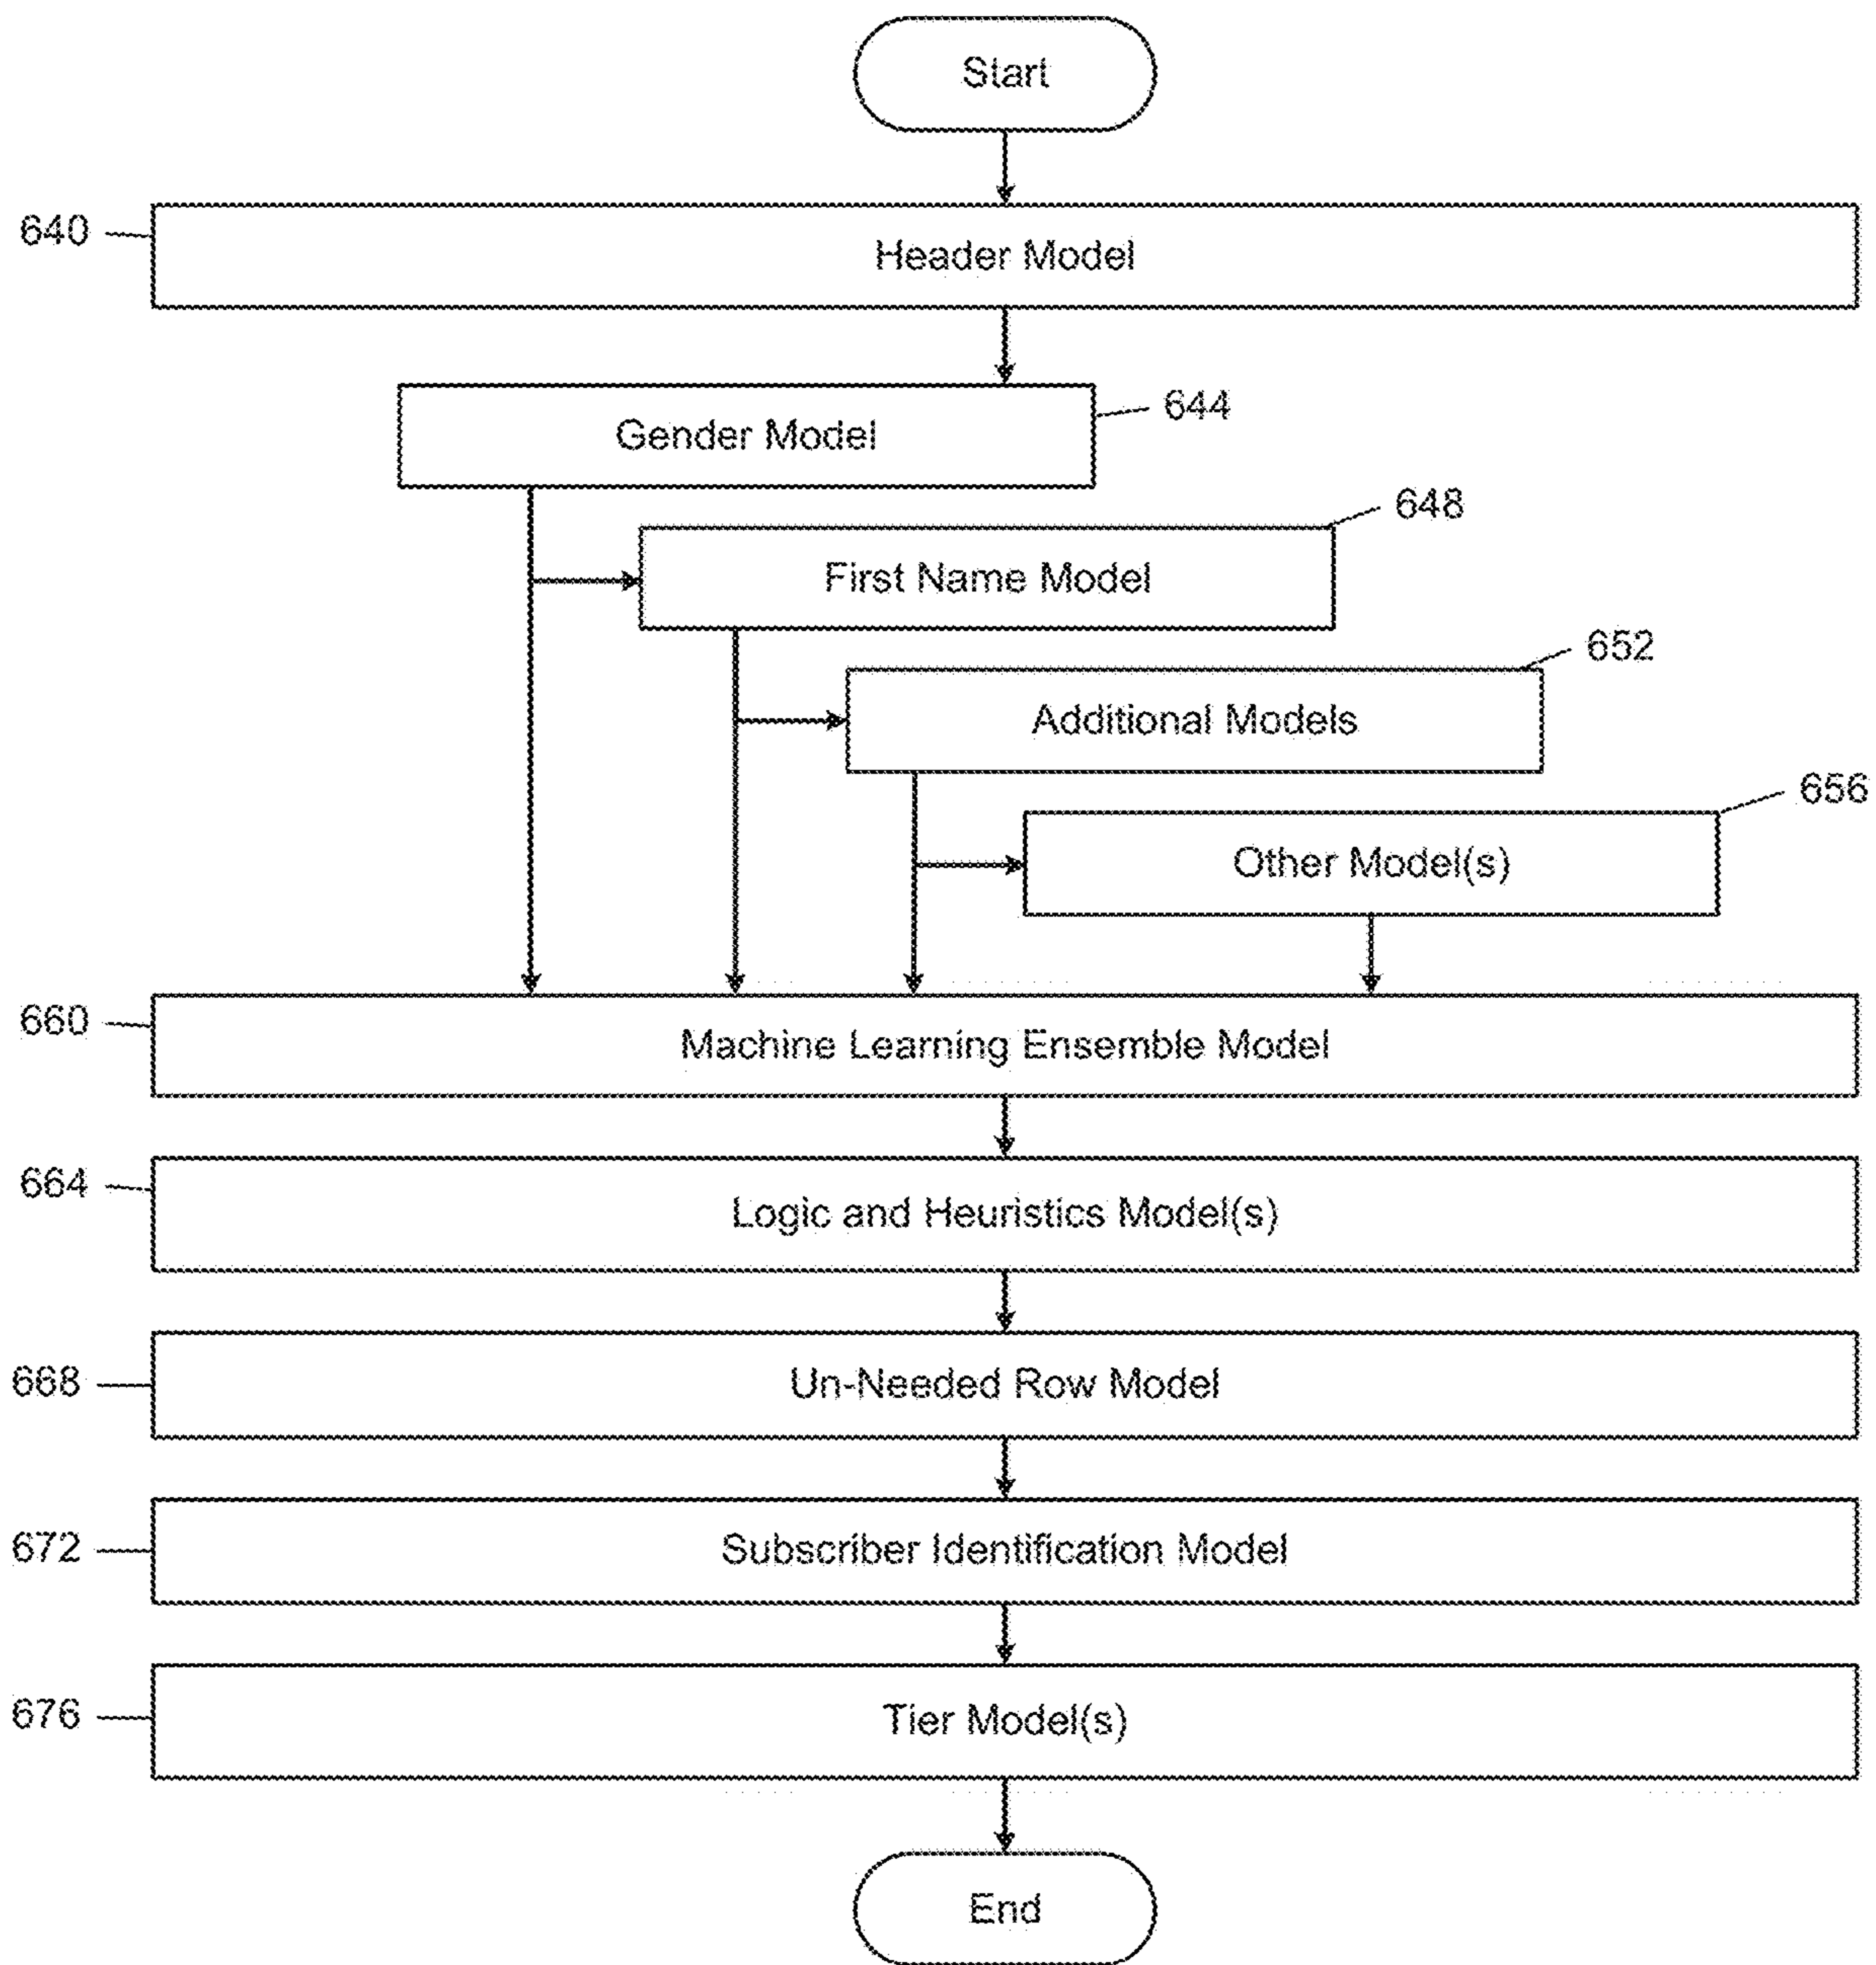 Start
640
Header Model
644
Gender Model
648
First Name Model
652
Additional Models
656
Other Model(s)
660
Machine Learning Ensemble Model
664
Logic and Heuristics Model(s)
668
Un-Needed Row Model
672
Subscriber Identification Model
676
Tier Model(s)
End